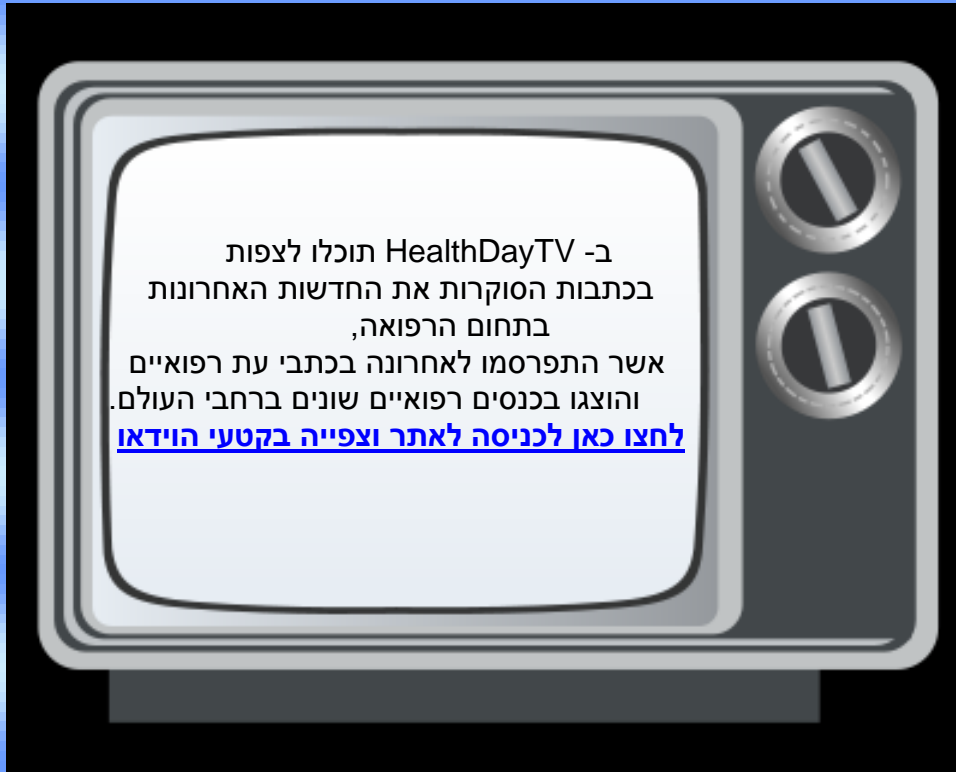 ב- HealthDayTV תוכלו לצפות
בכתבות הסוקרות את החדשות האחרונות
בתחום הרפואה,
אשר התפרסמו לאחרונה בכתבי עת רפואיים
והוצגו בכנסים רפואיים שונים ברחבי העולם.
לחצו כאן לכניסה לאתר וצפייה בקטעי הוידאו